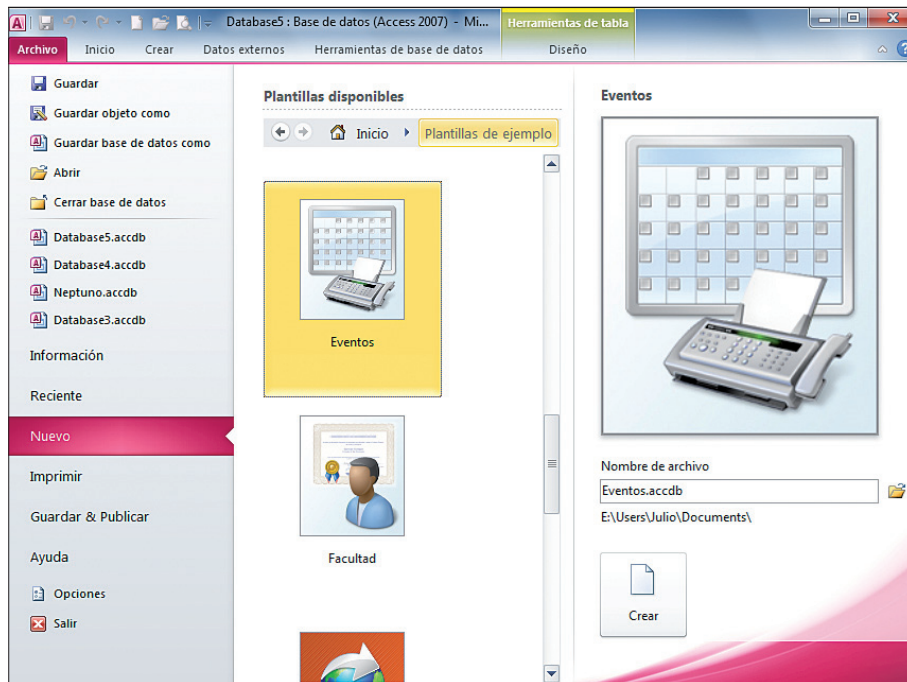 Database5 : Base de datos (Access 2007) - Mi...
Herramientas de tabla
Archivo Inicio Crear Datos externos Herramientas de base de datos Diseño
Guardar
Guardar objeto como
Guardar base de datos como
Abrir
Cerrar base de datos
Database5.accdb
Database4.accdb
Neptuno.accdb
Database3.accdb
Información
Reciente
Nuevo
Imprimir
Guardar & Publicar
Ayuda
Opciones
Salir
Plantillas disponibles
Inicio
Plantillas de ejemplo
Eventos
Facultad
Eventos
Nombre de archivo
Eventos.accdb
E:\Users\Julio\Documents\
Crear